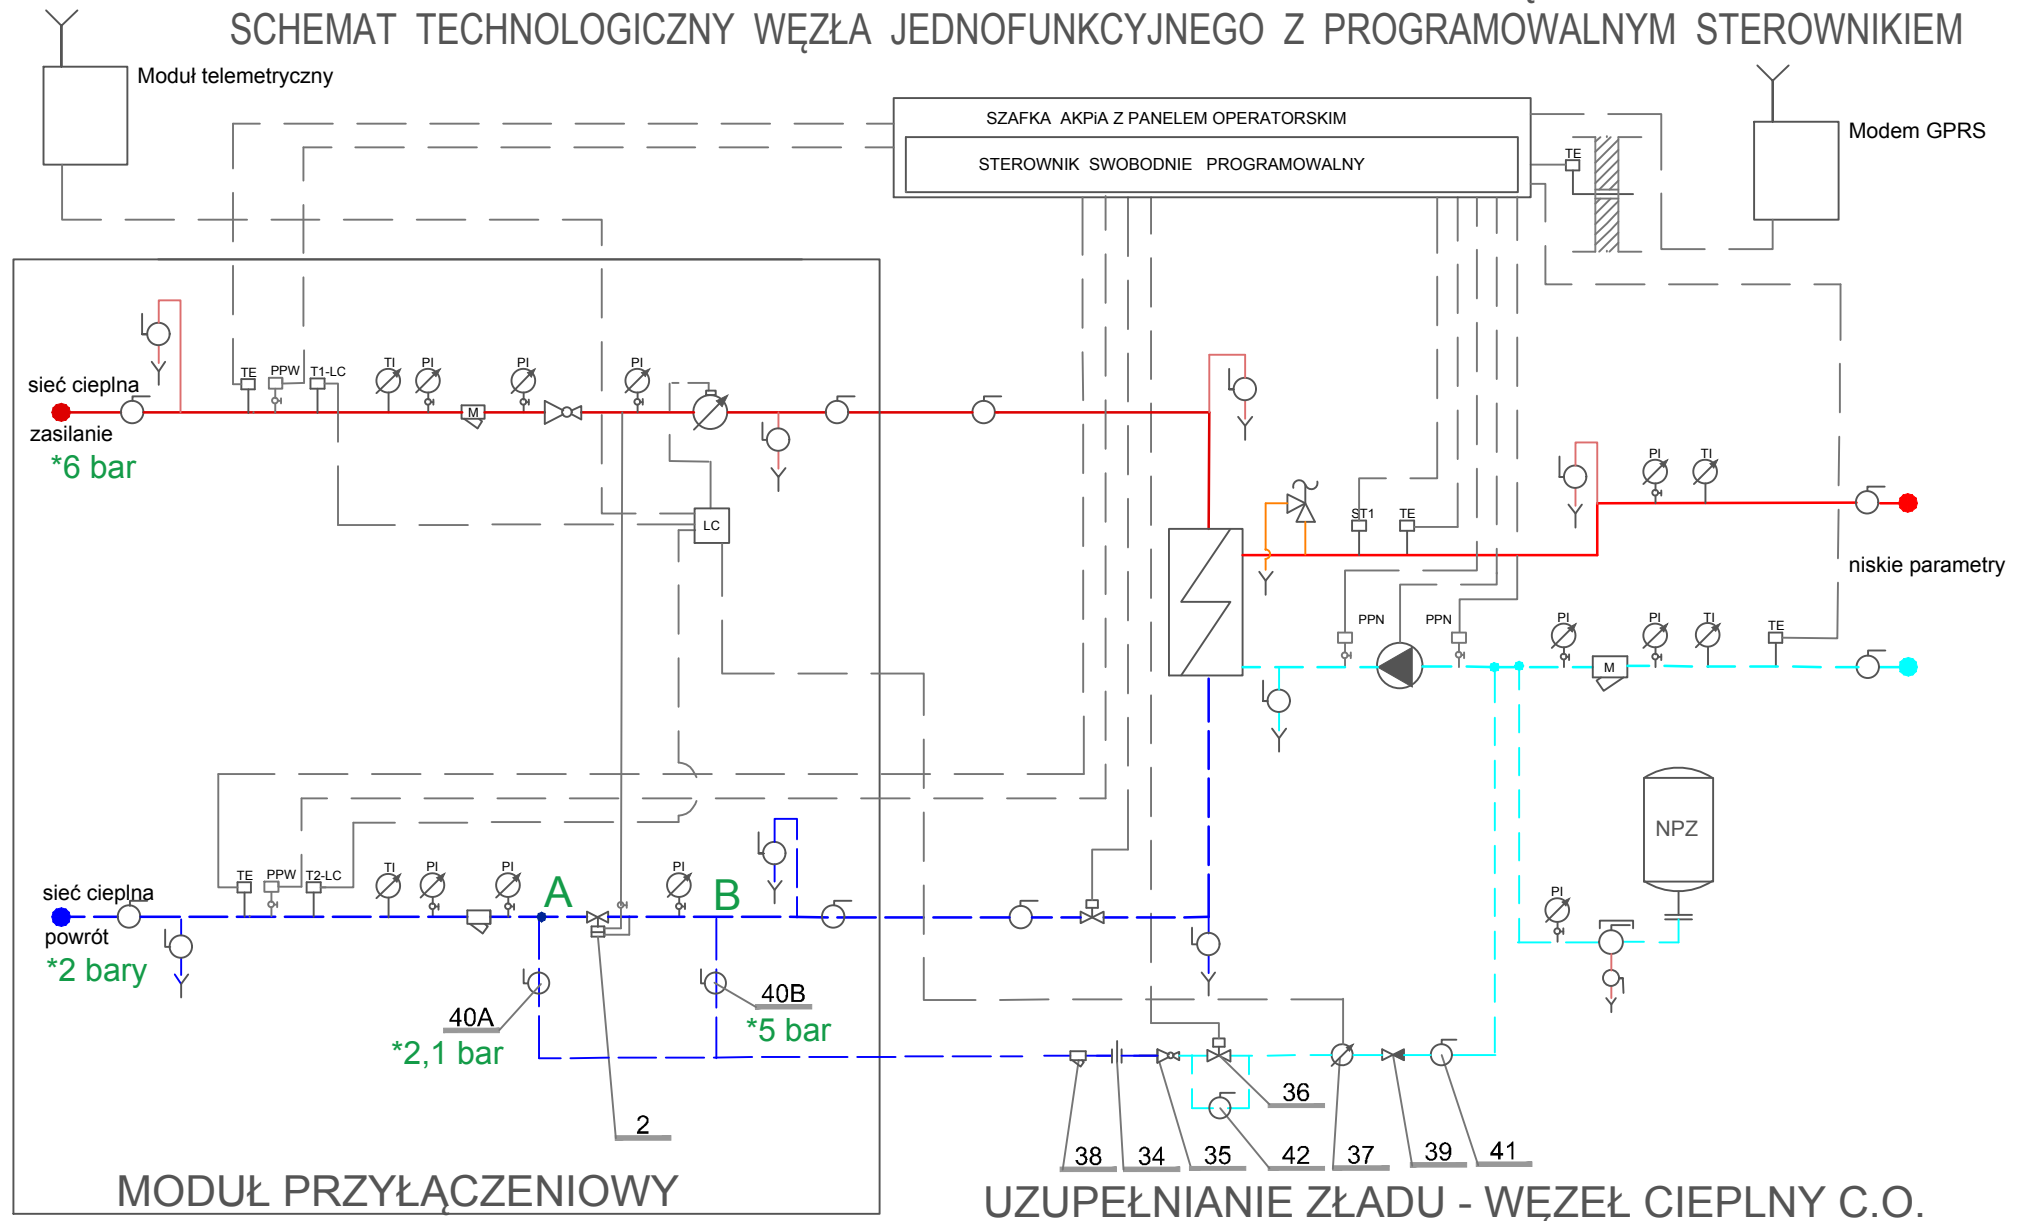 SCHEMAT TECHNOLOGICZNY WĘZŁA JEDNOFUNKCYJNEGO Z PROGRAMOWALNYM STEROWNIKIEM
Moduł telemetryczny
SZAFKA AKPiA Z PANELEM OPERATORSKIM
STEROWNIK SWOBODNIE PROGRAMOWALNY
TE
Modem GPRS
sieć cieplna
zasilanie
*6 bar
TE
PPW
T1-LC
TI
PI
M
PI
PI
LC
ST1
TE
PI
TI
niskie parametry
PPN
PPN
PI
M
PI
TI
TE
NPZ
PI
sieć cieplna
powrót
*2 bary
TE
PPW
T2-LC
TI
PI
PI
A
PI
B
40A
*2,1 bar
40B
*5 bar
2
36
38
34
35
42
37
39
41
MODUŁ PRZYŁĄCZENIOWY
UZUPEŁNIANIE ZŁADU - WĘZEŁ CIEPLNY C.O.